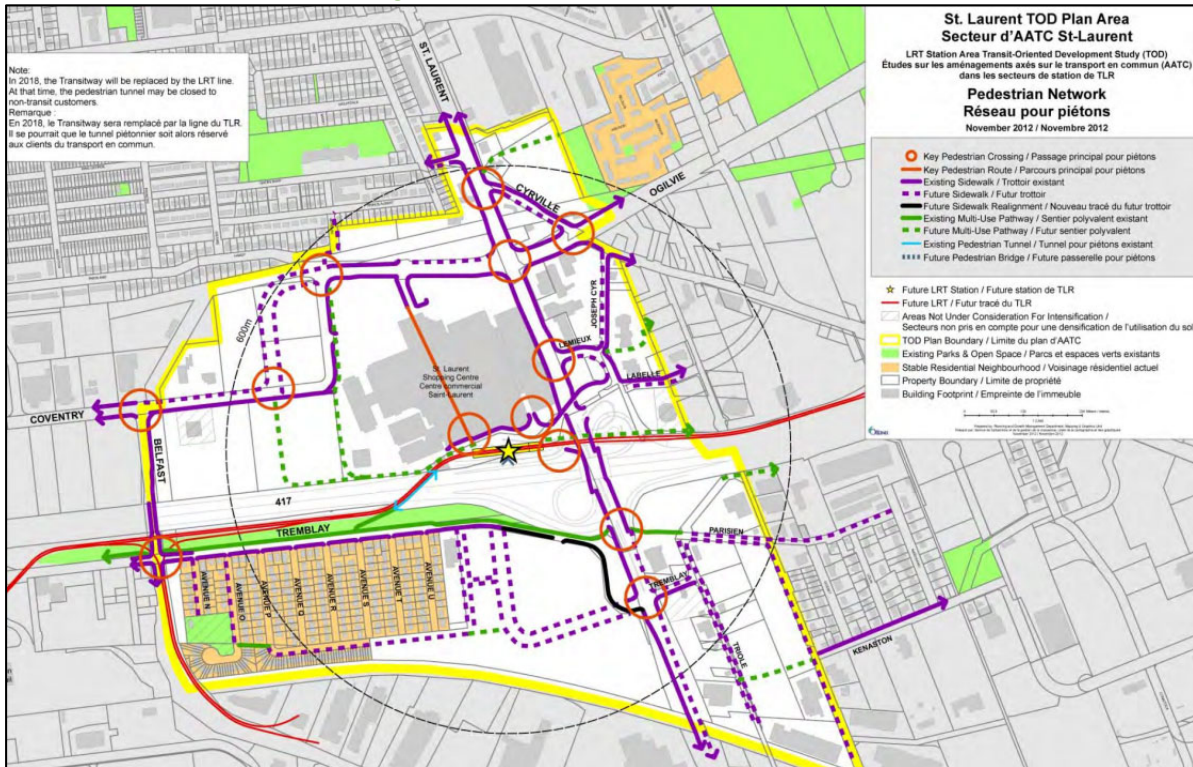 Note:
In 2018, the Transitway will be replaced by the LRT line.
At that time, the pedestrian tunnel may be closed to
non-transit customers.
Remarque :
En 2018, le Transitway sera remplacé par la ligne du TLR.
Il se pourrait que le tunnel piétonnier soit alors réservé
aux clients du transport en commun.
St. Laurent TOD Plan Area
Secteur d'AATC St-Laurent
LRT Station Area Transit-Oriented Development Study (TOD)
Études sur les aménagements axés sur le transport en commun (AATC)
dans les secteurs de station de TLR
Pedestrian Network
Réseau pour piétons
November 2012 / Novembre 2012
Key Pedestrian Crossing / Passage principal pour piétons
Key Pedestrian Route / Parcours principal pour piétons
Existing Sidewalk / Trottoir existant
Future Sidewalk / Futur trottoir
Future Sidewalk Realignment / Nouveau tracé du futur trottoir
Existing Multi-Use Pathway / Sentier polyvalent existant
Future Multi-Use Pathway / Futur sentier polyvalent
Existing Pedestrian Tunnel / Tunnel pour piétons existant
Future Pedestrian Bridge / Future passerelle pour piétons
Future LRT Station / Future station de TLR
Future LRT / Futur tracé du TLR
Areas Not Under Consideration For Intensification /
Secteurs non pris en compte pour une densification de l'utilisation du sol
TOD Plan Boundary / Limite du plan d'AATC
Existing Parks & Open Space / Parcs et espaces verts existants
Stable Residential Neighbourhood / Voisinage résidentiel actuel
Property Boundary / Limite de propriété
Building Footprint / Empreinte de l'immeuble
ST. LAURENT
CYRVILLE
OGILVIE
600m
JOSEPH CYR
LEMIEUX
LABELLE
St. Laurent
Shopping Centre
Centre commercial
Saint-Laurent
COVENTRY
BELFAST
417
TREMBLAY
PARISIEN
TREMBLAY
AVENUE N
AVENUE O
AVENUE P
AVENUE Q
AVENUE R
AVENUE S
AVENUE T
AVENUE U
TRIOLE
KENASTON